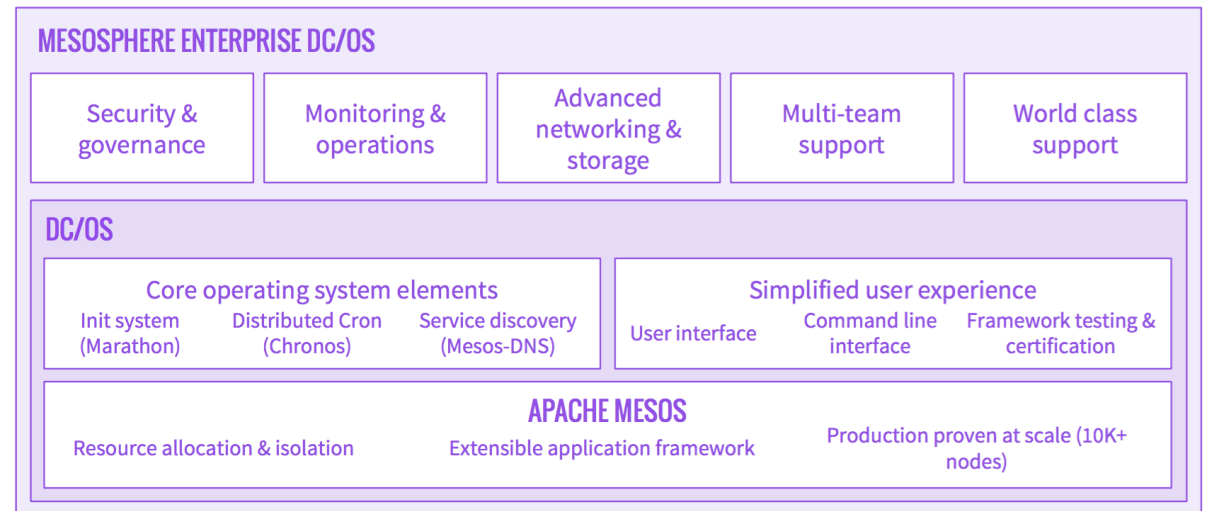 MESOSPHERE ENTERPRISE DC/OS
Security &
governance
Monitoring &
operations
Advanced
networking &
storage
Multi-team
support
World class
support
DC/OS
Core operating system elements
Init system
(Marathon)
Distributed Cron
(Chronos)
Service discovery
(Mesos-DNS)
Simplified user experience
User interface
Command line
interface
Framework testing &
certification
APACHE MESOS
Resource allocation & isolation
Extensible application framework
Production proven at scale (10K+
nodes)